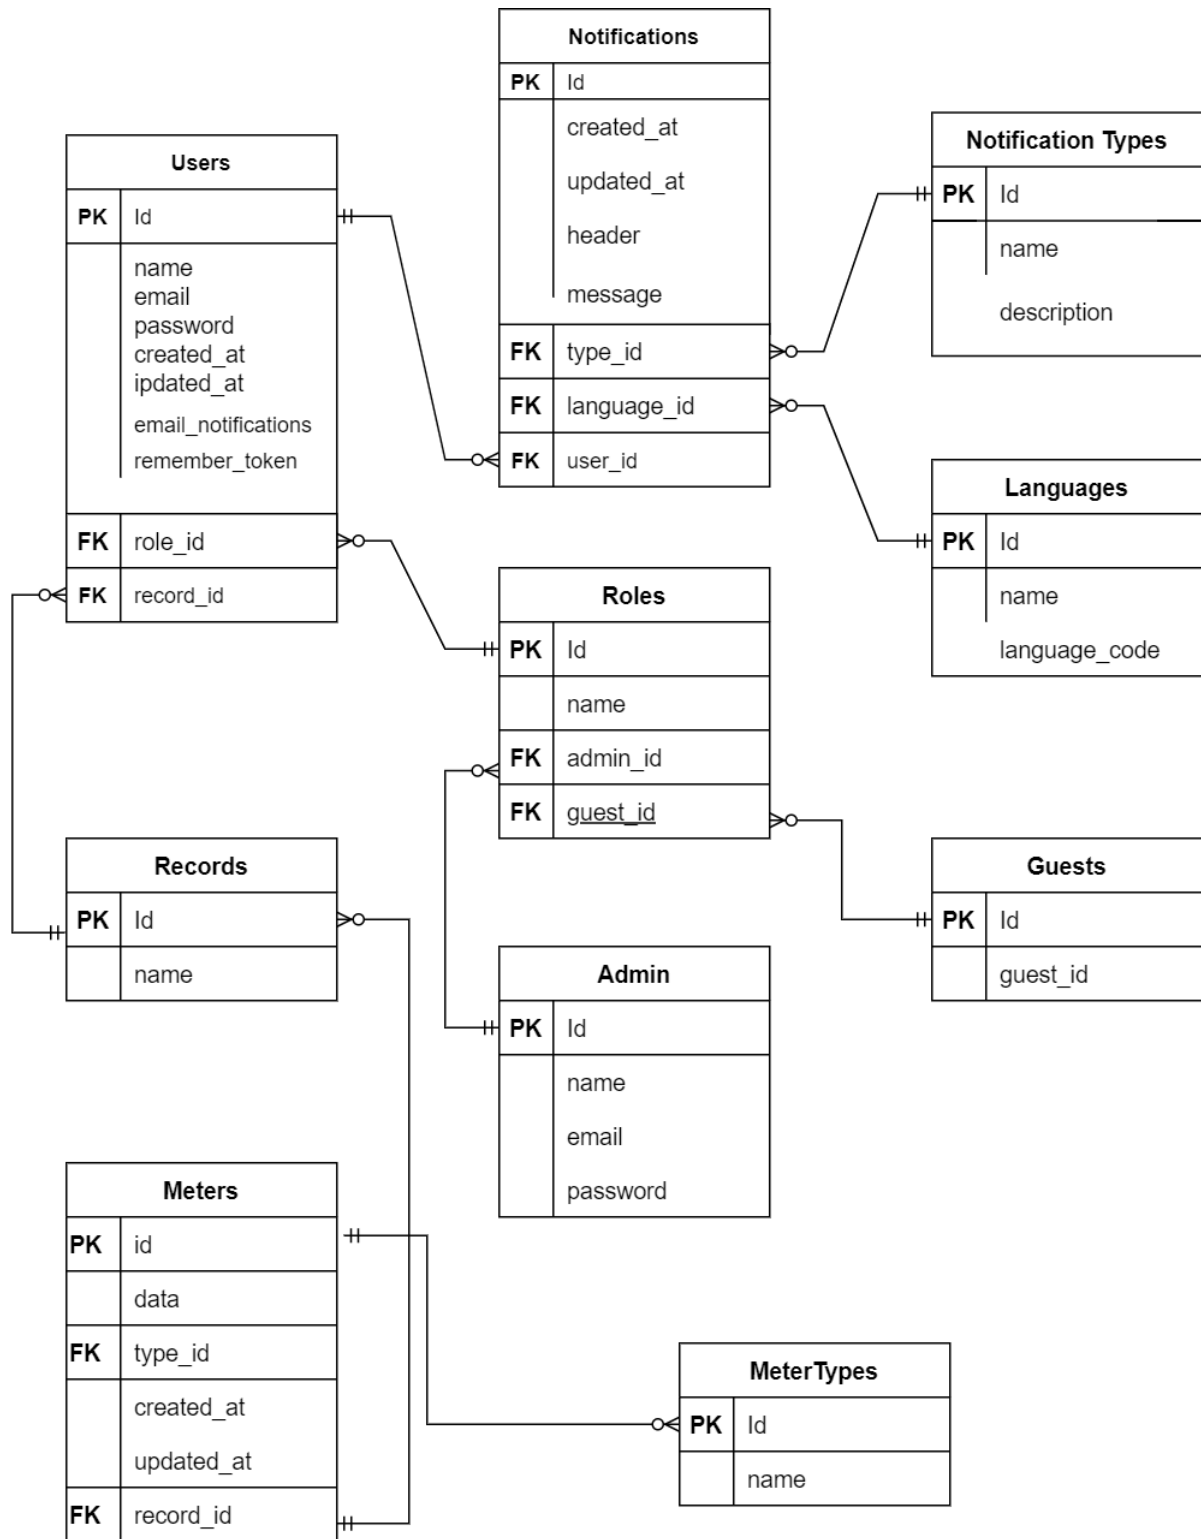 Notifications
PK Id
created_at
updated_at
header
message
FK type_id
FK language_id
FK user_id
Notification Types
PK Id
name
description
Users
PK Id
name
email
password
created_at
ipdated_at
email_notifications
remember_token
FK role_id
FK record_id
Languages
PK Id
name
language_code
Roles
PK Id
name
FK admin_id
FK guest_id
Records
PK Id
name
Guests
PK Id
guest_id
Admin
PK Id
name
email
password
Meters
PK id
data
FK type_id
created_at
updated_at
FK record_id
MeterTypes
PK Id
name